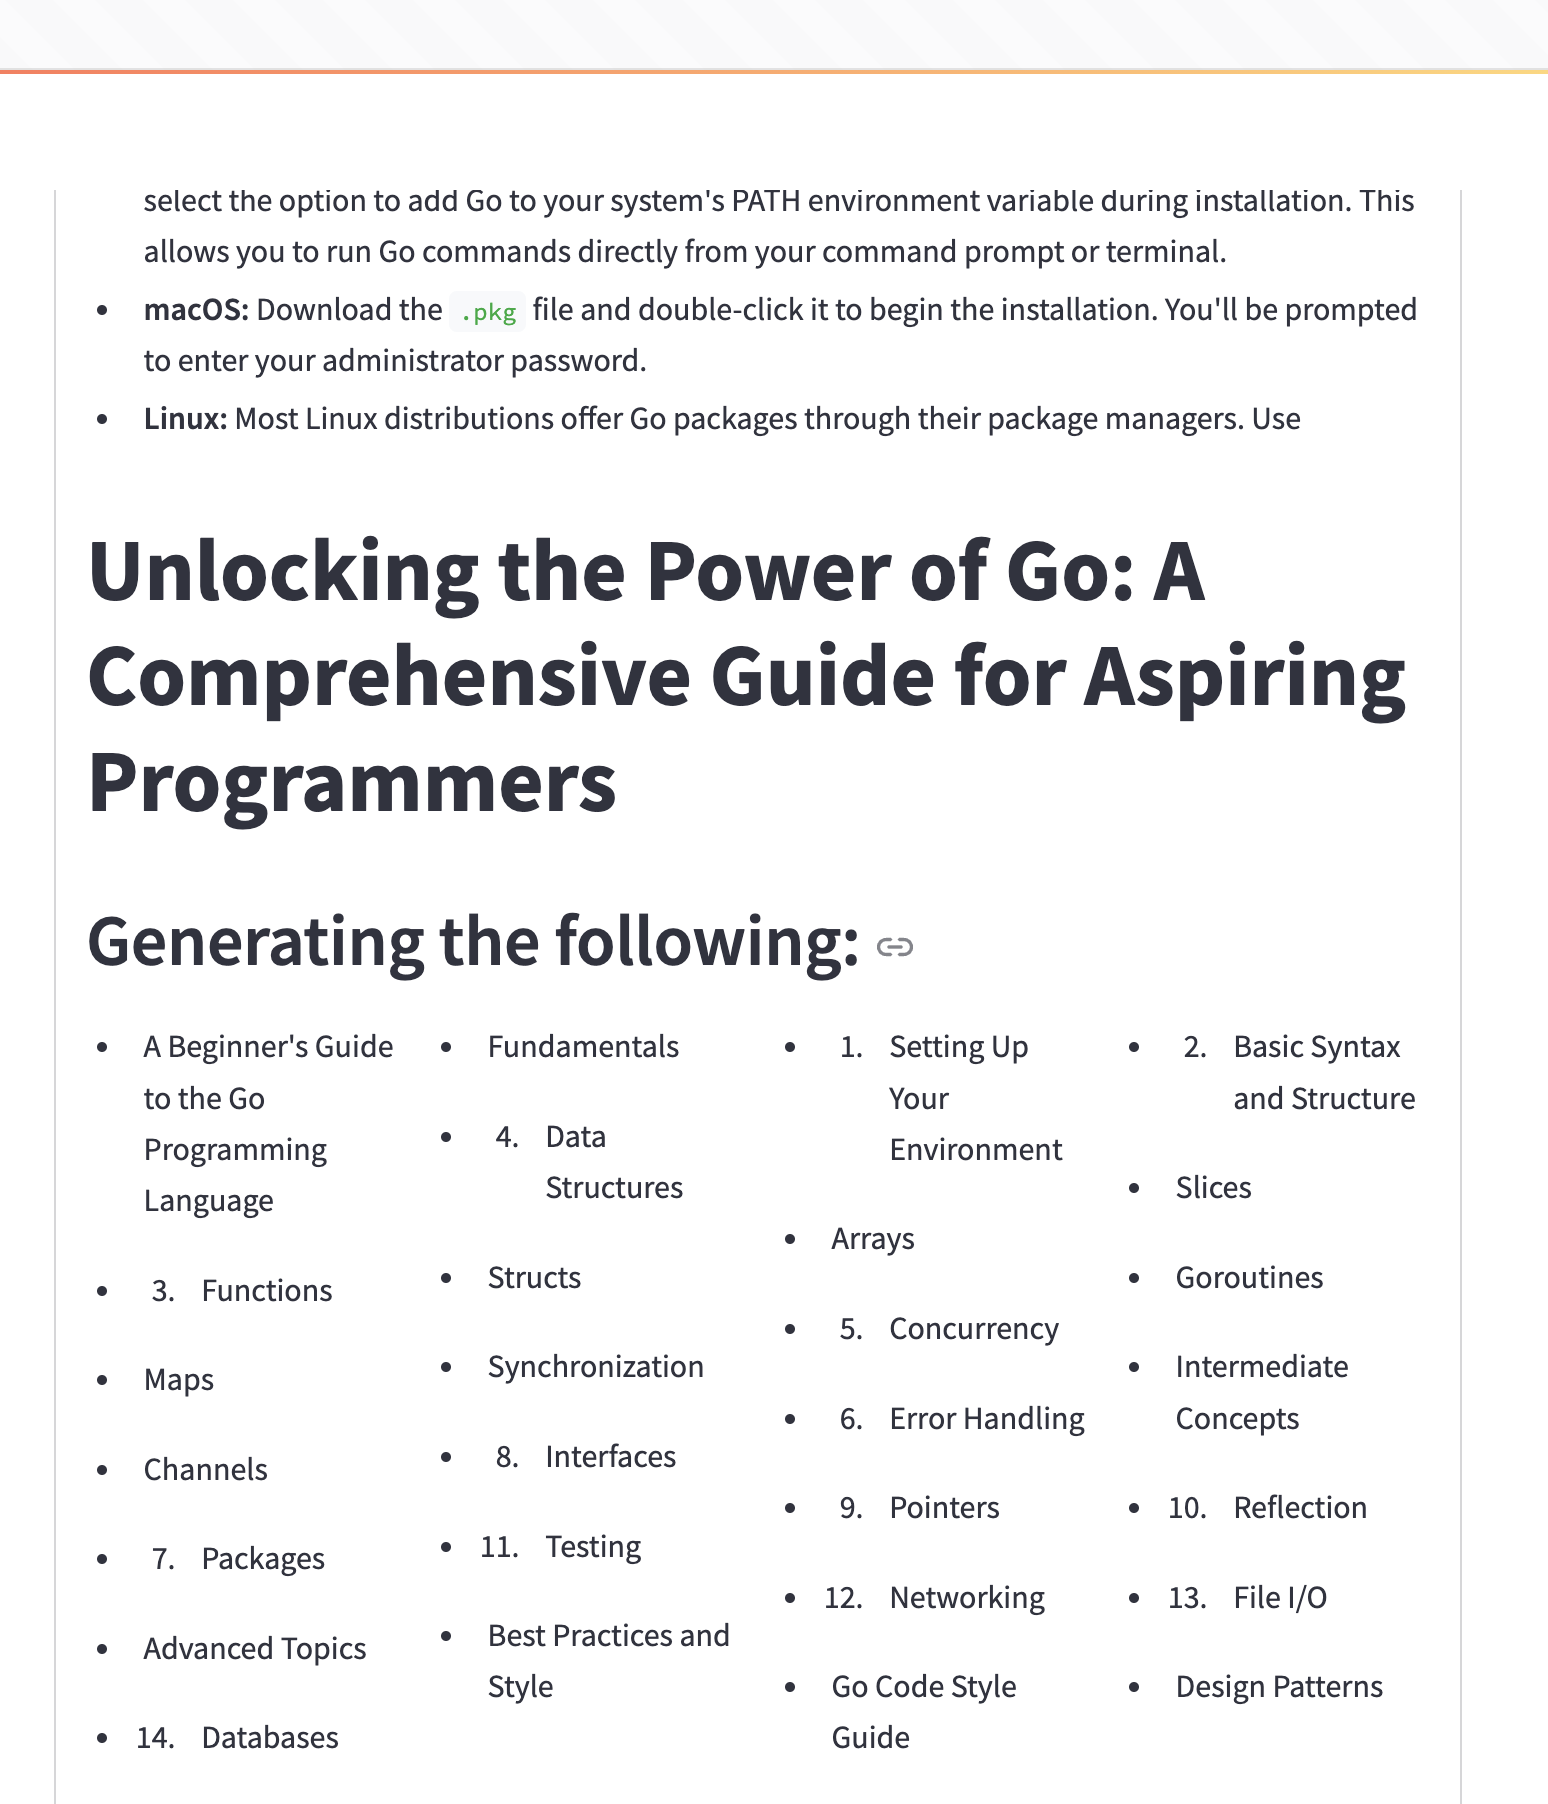 select the option to add Go to your system's PATH environment variable during installation. This
allows you to run Go commands directly from your command prompt or terminal.
• macOS: Download the .pkg file and double-click it to begin the installation. You'll be prompted
to enter your administrator password.
• Linux: Most Linux distributions offer Go packages through their package managers. Use
Unlocking the Power of Go: A
Comprehensive Guide for Aspiring
Programmers
Generating the following:
• A Beginner's Guide
to the Go
Programming
Language
• 3. Functions
• Maps
• Channels
• 7. Packages
• Advanced Topics
• 14. Databases
• Fundamentals
• 4. Data
Structures
• Structs
• Synchronization
• 8. Interfaces
• 11. Testing
• Best Practices and
Style
• 1. Setting Up
Your
Environment
• Arrays
• 5. Concurrency
• 6. Error Handling
• 9. Pointers
• 12. Networking
• Go Code Style
Guide
• 2. Basic Syntax
and Structure
• Slices
• Goroutines
• Intermediate
Concepts
• 10. Reflection
• 13. File I/O
• Design Patterns